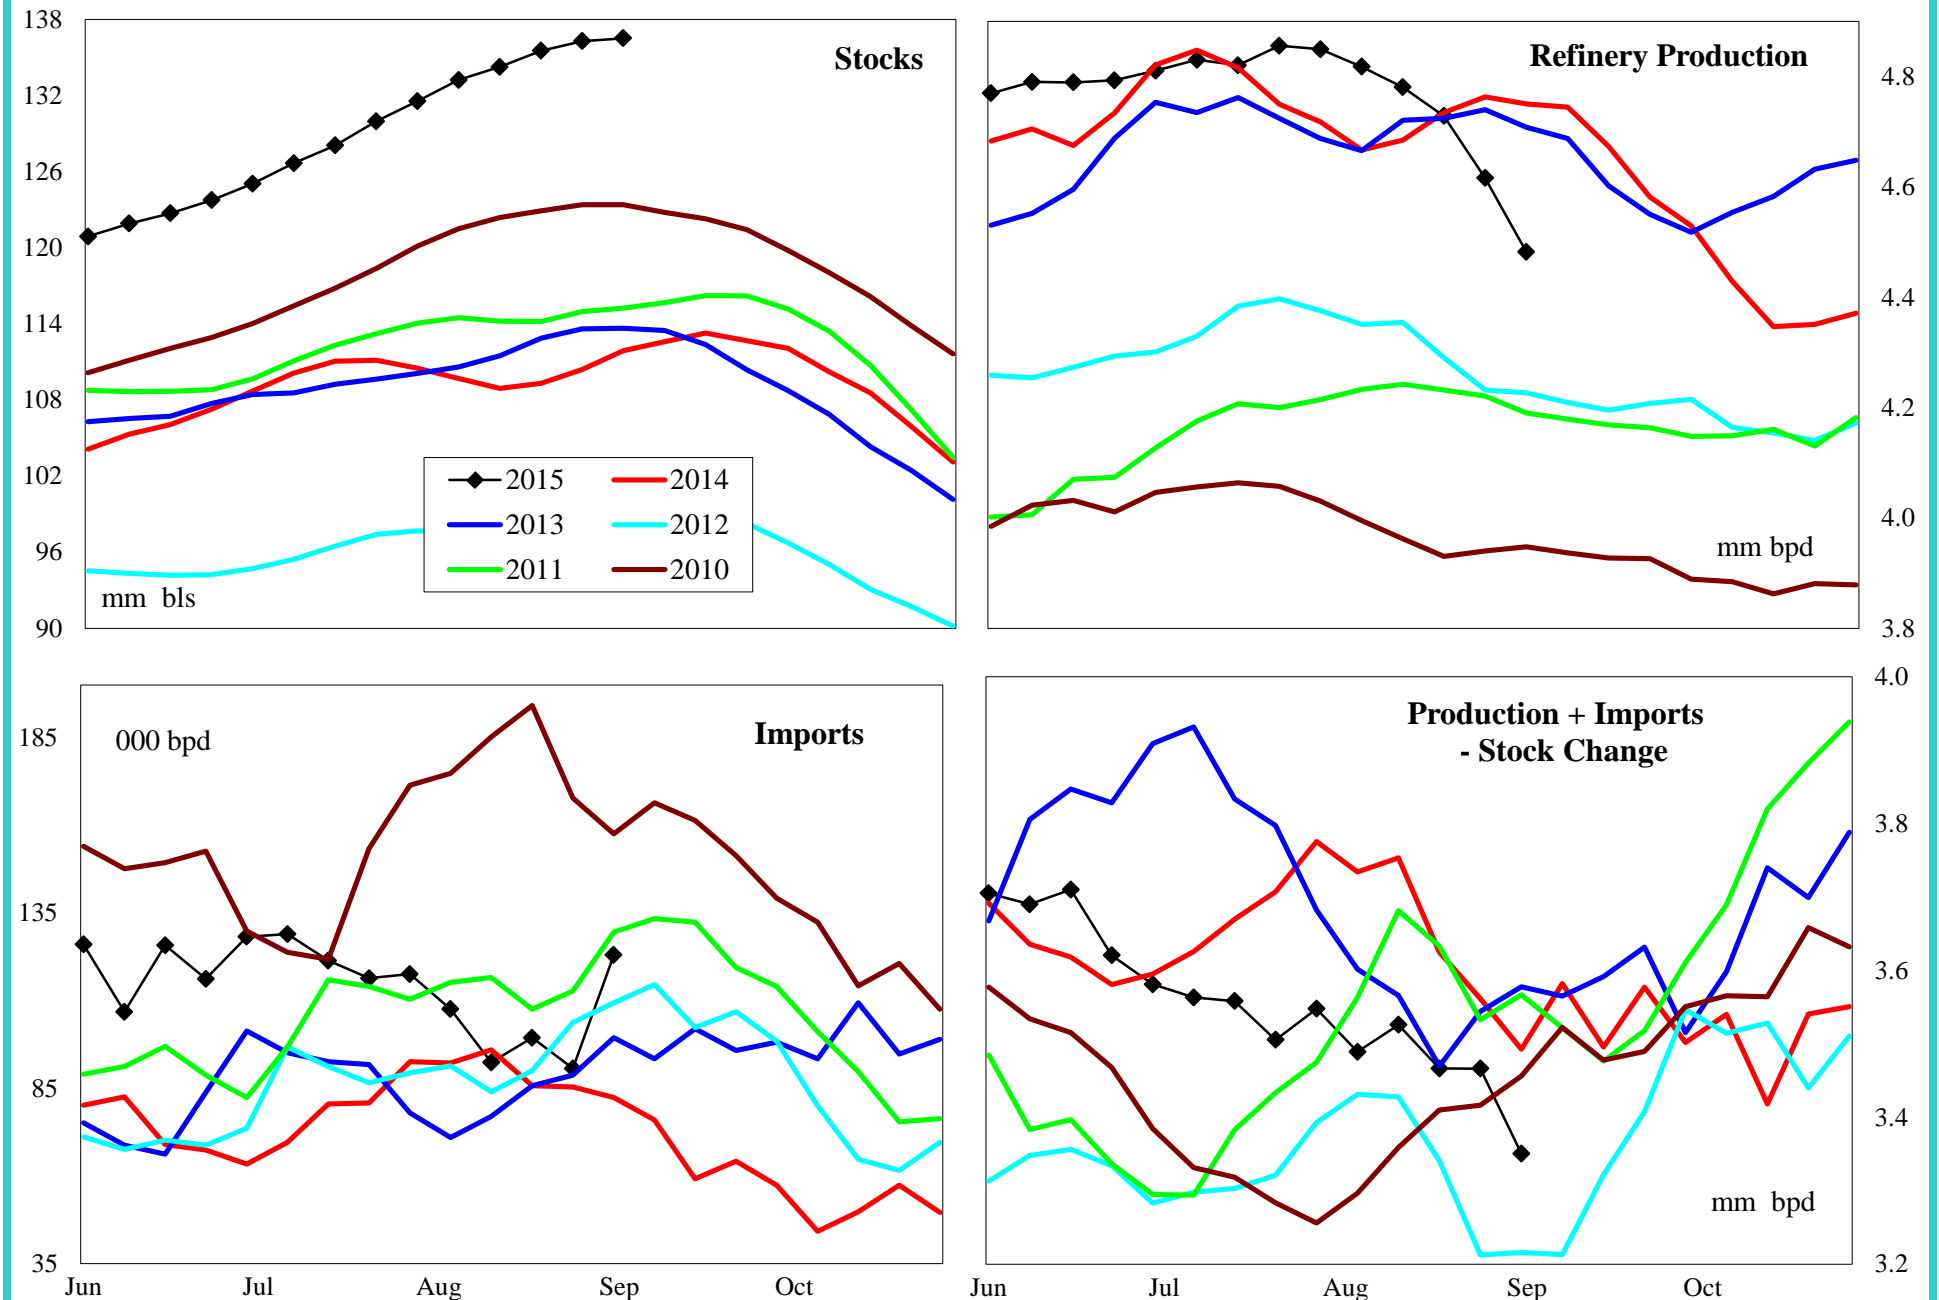 138
132
126
120
114
108
102
96
90
Stocks
2015
2014
2013
2012
2011
2010
mm bls
Refinery Production
mm bpd
4.8
4.6
4.4
4.2
4.0
3.8
185
135
85
35
000 bpd
Imports
Jun
Jul
Aug
Sep
Oct
Production + Imports
- Stock Change
mm bpd
4.0
3.8
3.6
3.4
3.2
Jun
Jul
Aug
Sep
Oct